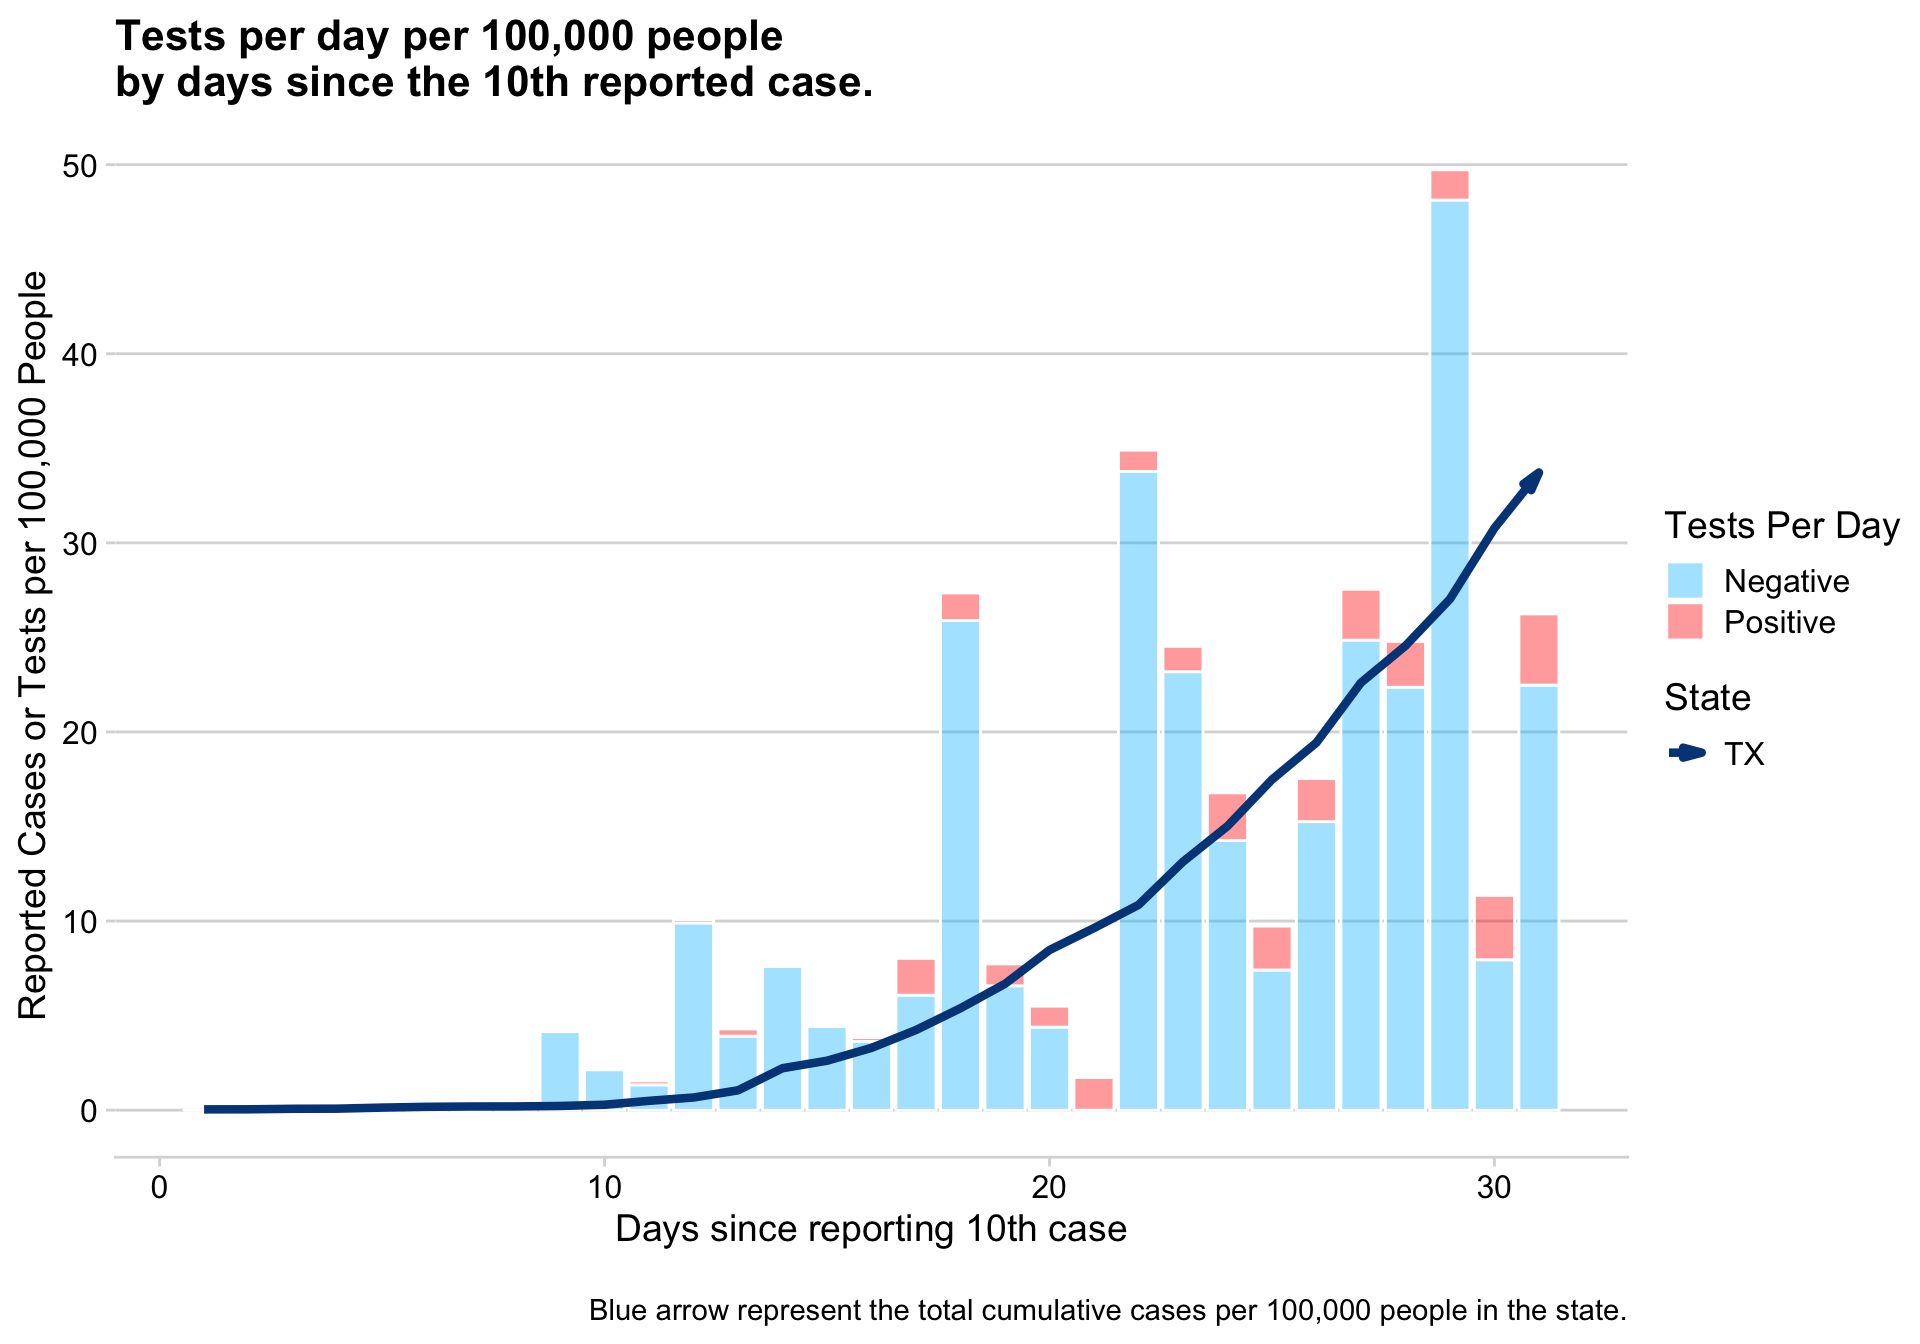 Tests per day per 100,000 people
by days since the 10th reported case.
Reported Cases or Tests per 100,000 People
50
40
30
20
10
0
0
10
20
30
Days since reporting 10th case
Tests Per Day
Negative
Positive
State
TX
Blue arrow represent the total cumulative cases per 100,000 people in the state.